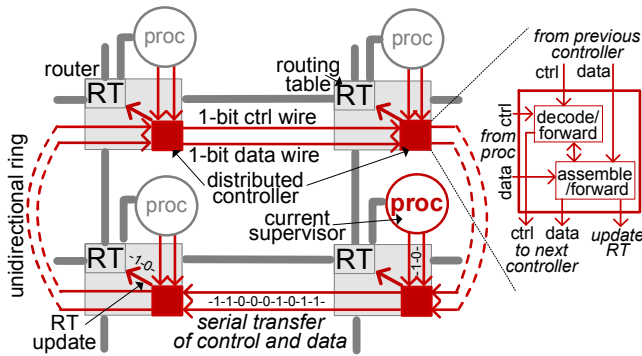 proc
proc
from previous
controller
router
routing
table
ctrl
data
RT
RT
ctrl
from
proc
data
decode/
forward
assemble
/forward
1-bit ctrl wire
1-bit data wire
distributed
controller
unidirectional ring
proc
current
supervisor
proc
ctrl
data
update
RT
to next
controller
RT
-1-0-
RT
-1-0-
-1-1-0-0-0-1-0-1-1-
RT
update
serial transfer
of control and data